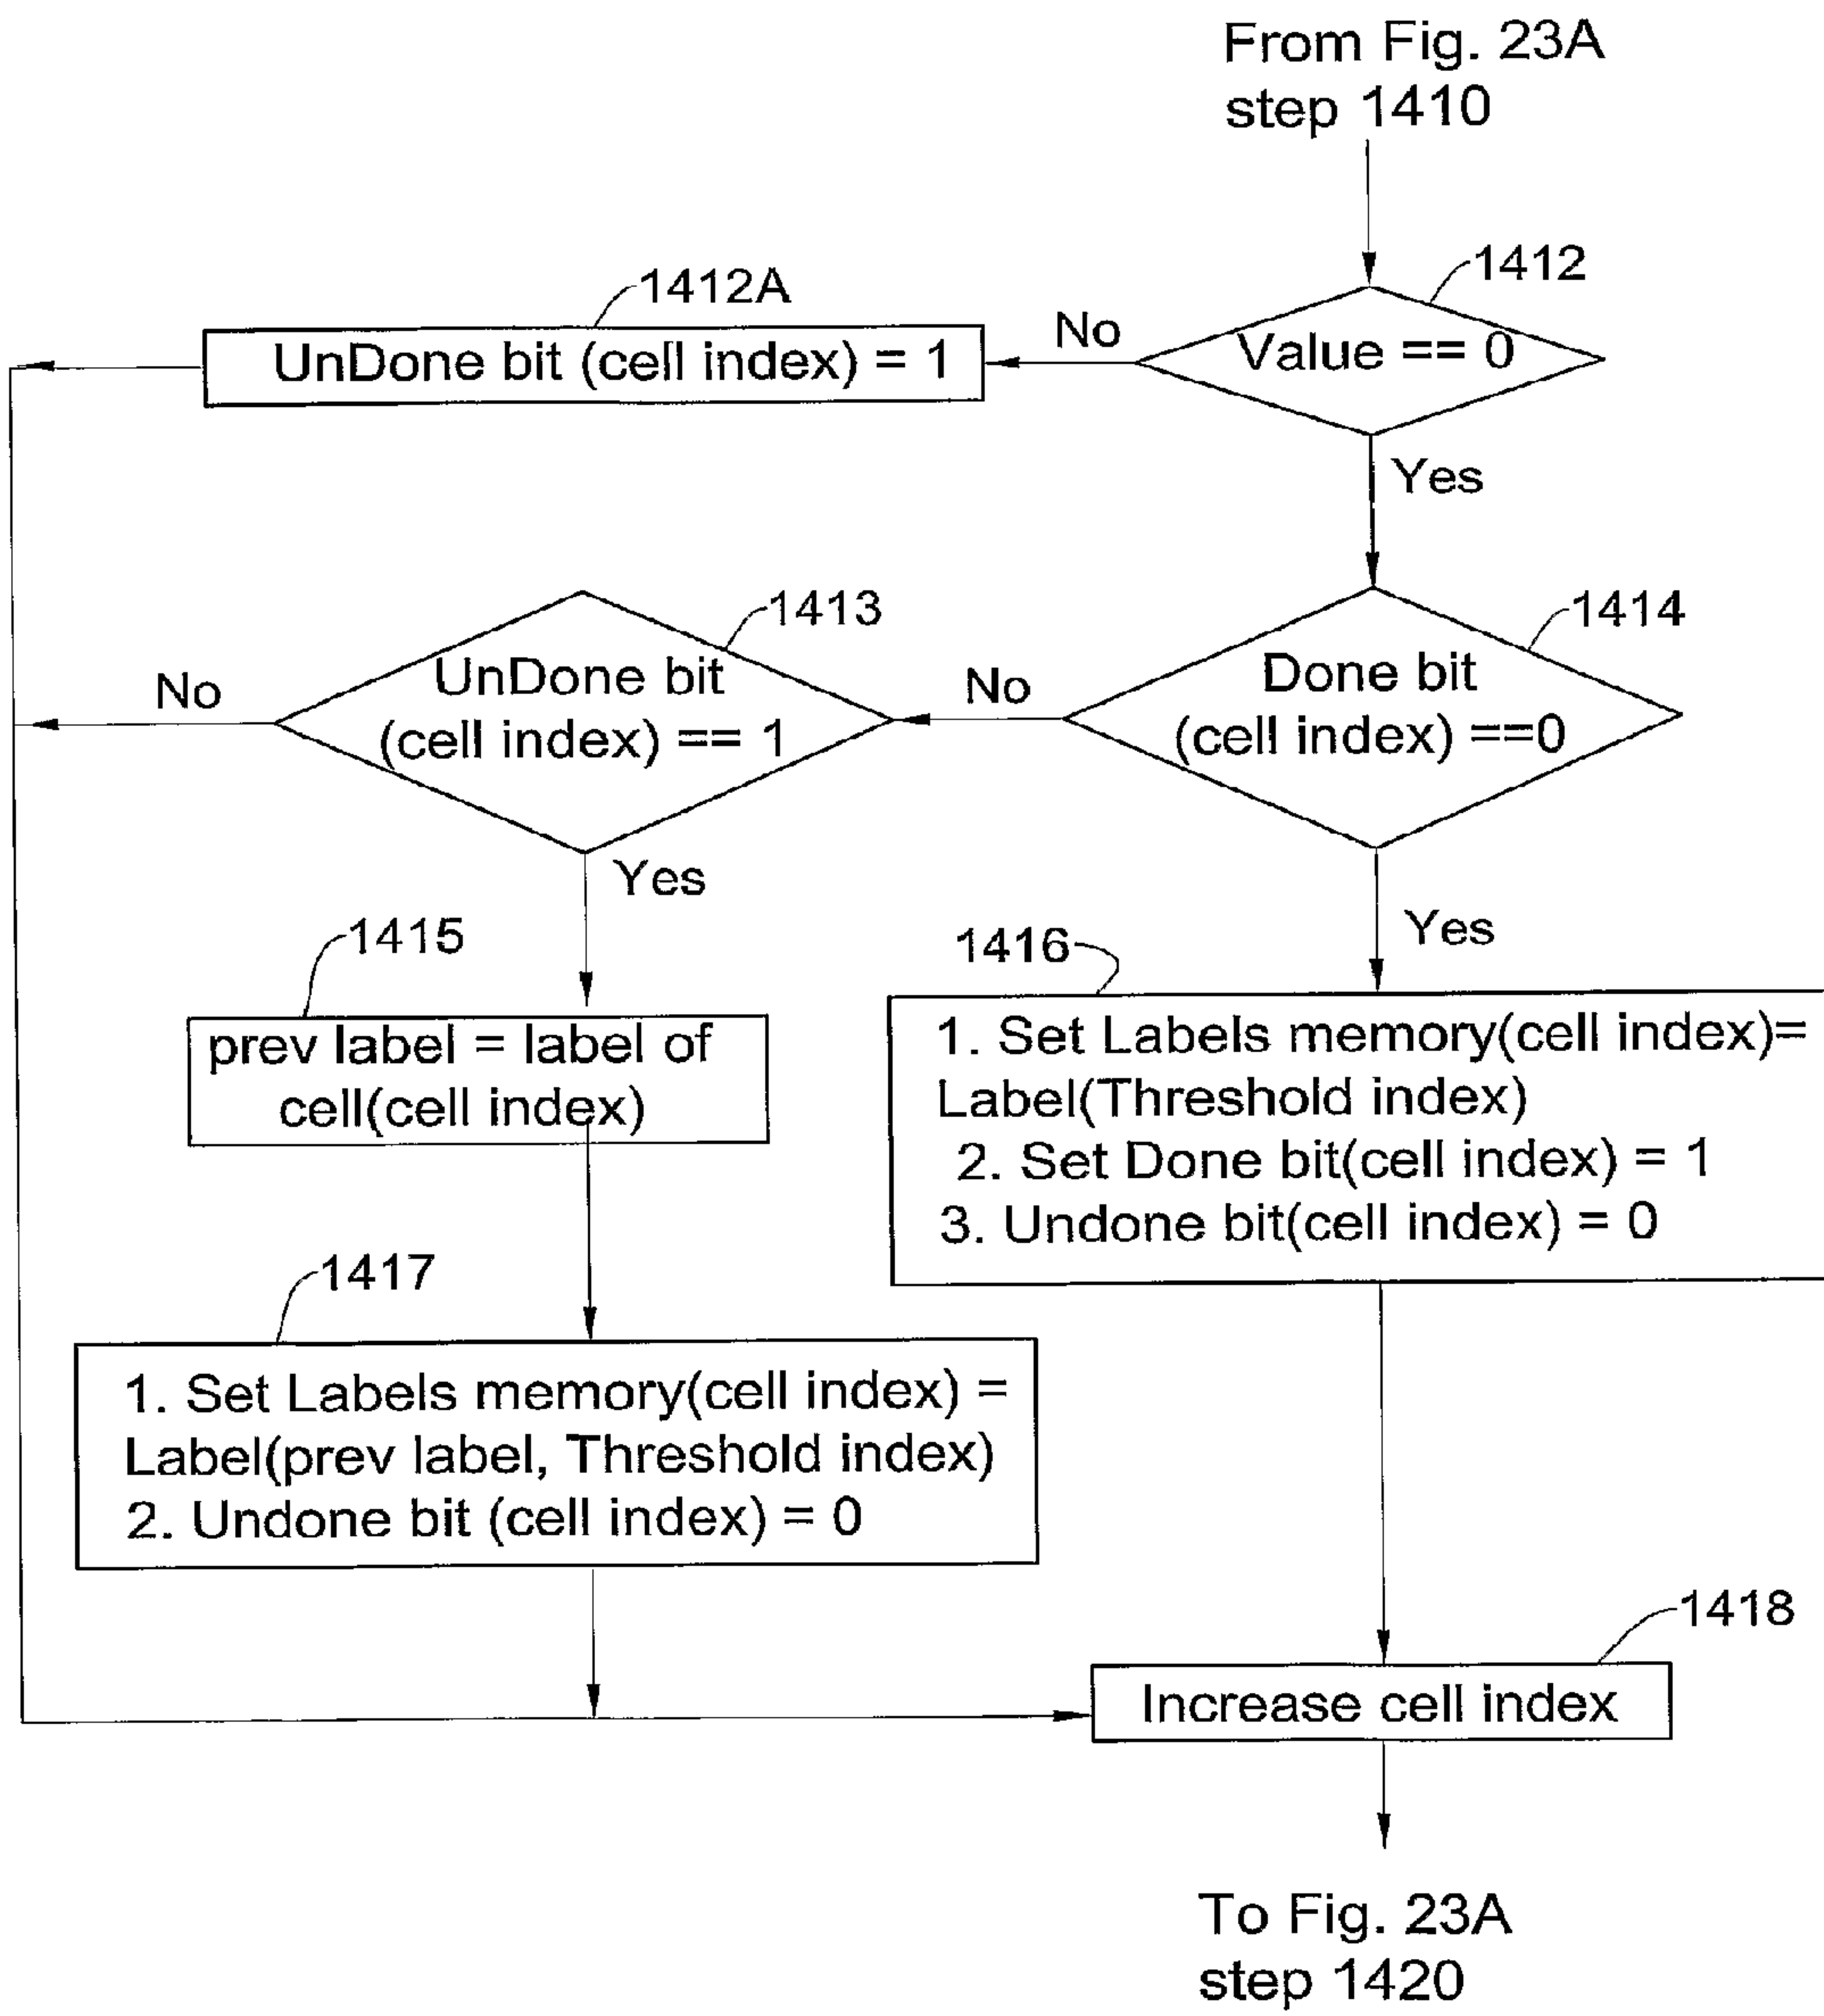 From Fig. 23A
step 1410
1412
1412A
Value == 0
No
UnDone bit (cell index) = 1
Yes
1413
1414
UnDone bit
(cell index) == 1
No
Done bit
(cell index) ==0
No
Yes
Yes
1415
1416
prev label = label of
cell(cell index)
1. Set Labels memory(cell index)=
Label(Threshold index)
2. Set Done bit(cell index) = 1
3. Undone bit(cell index) = 0
1417
1. Set Labels memory(cell index) =
Label(prev label, Threshold index)
2. Undone bit (cell index) = 0
1418
Increase cell index
To Fig. 23A
step 1420